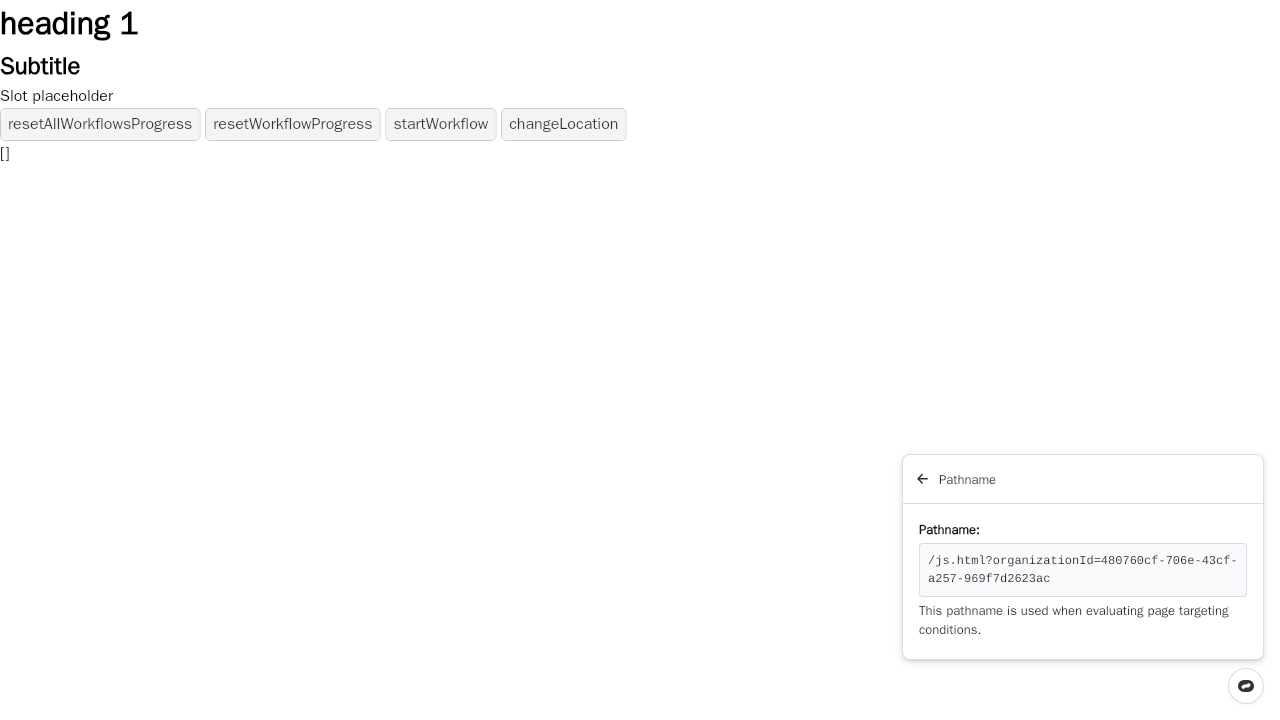 heading 1
Subtitle
Slot placeholder
resetAllWorkflowsProgress resetWorkflowProgress startWorkflow changeLocation
[]
Pathname
Pathname:
/js.html?organizationId=480760cf-706e-43cf-
a257-969f7d2623ac
This pathname is used when evaluating page targeting
conditions.